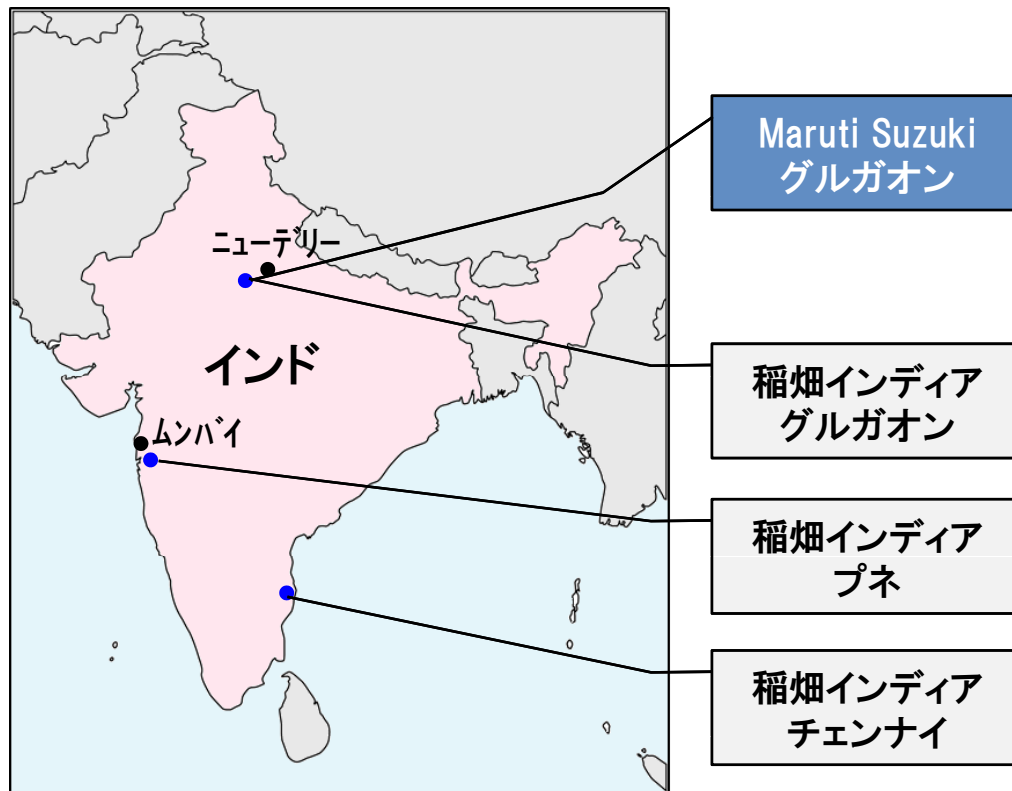 Maruti Suzuki
グルガオン
ニューデリー
インド
稲畑インディア
グルガオン
ムンバイ
稲畑インディア
プネ
稲畑インディア
チェンナイ